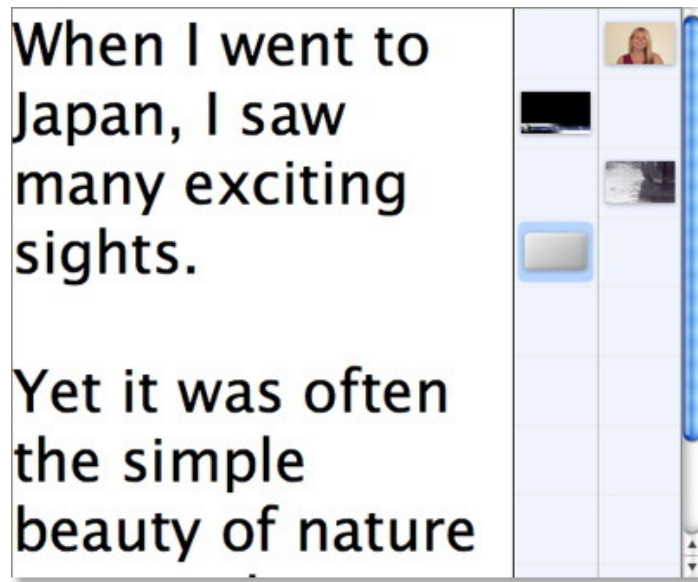 When I went to
Japan, I saw
many exciting
sights.
Yet it was often
the simple
beauty of nature